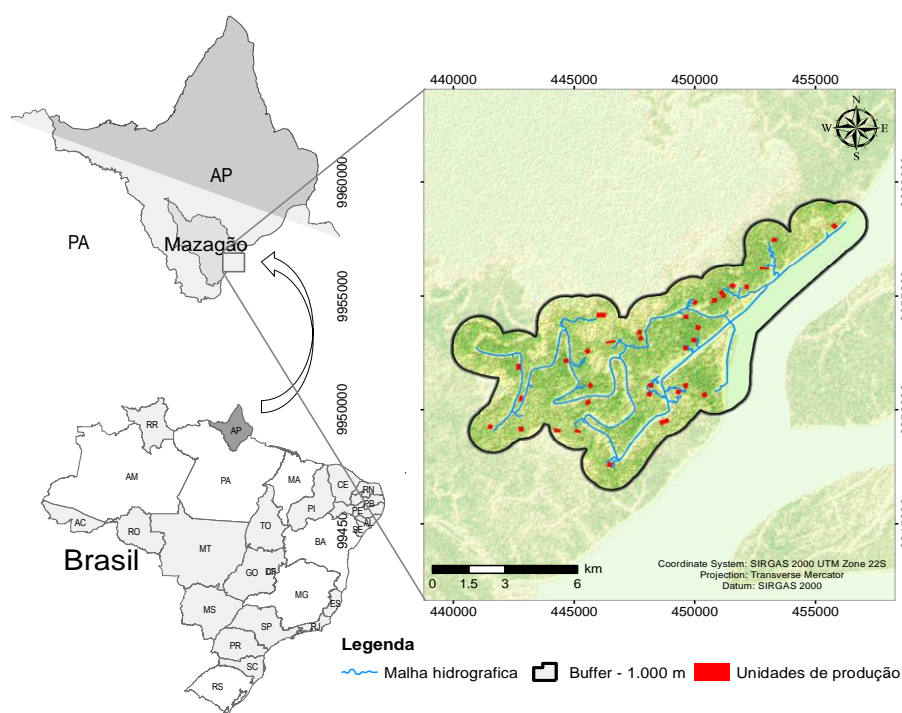 440000 445000 450000 455000
N
W E
S
AP
PA
Mazagão
9960000
9955000
9950000
99450
RR
AP
AM
PA
MA
CE
RN
PB
PE
AL
SE
PI
AC
RO
TO
BA
MT
GO
DF
MG
ES
MS
SP
RJ
PR
SC
RS
Brasil
km
0 1.5 3 6
Coordinate System: SIRGAS 2000 UTM Zone 22S
Projection: Transverse Mercator
Datum: SIRGAS 2000
440000 445000 450000 455000
Legenda
Malha hidrografica Buffer - 1.000 m Unidades de produção